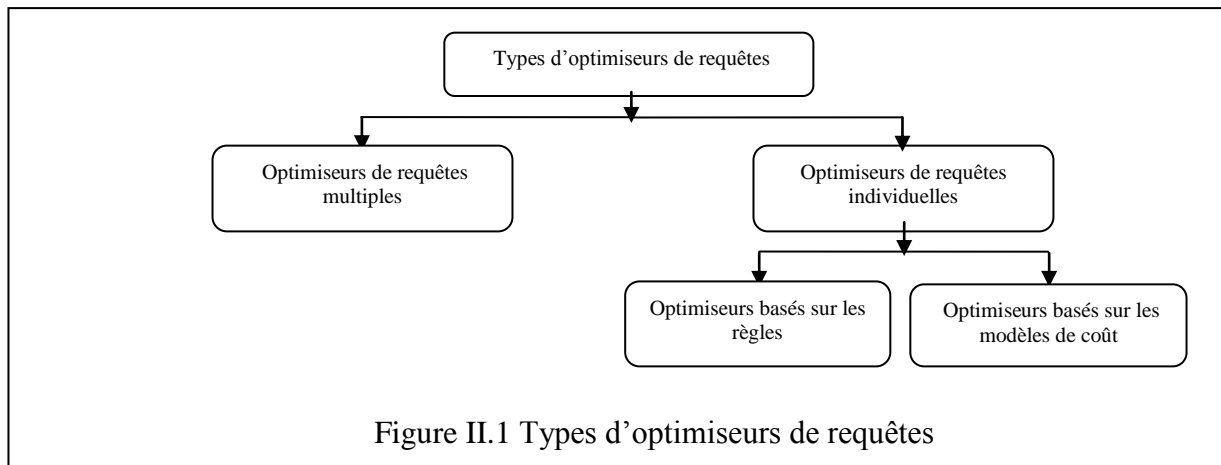 Types d'optimiseurs de requêtes
Optimiseurs de requêtes
multiples
Optimiseurs de requêtes
individuelles
Optimiseurs basés sur les
règles
Optimiseurs basés sur les
modèles de coût
Figure II.1 Types d'optimiseurs de requêtes